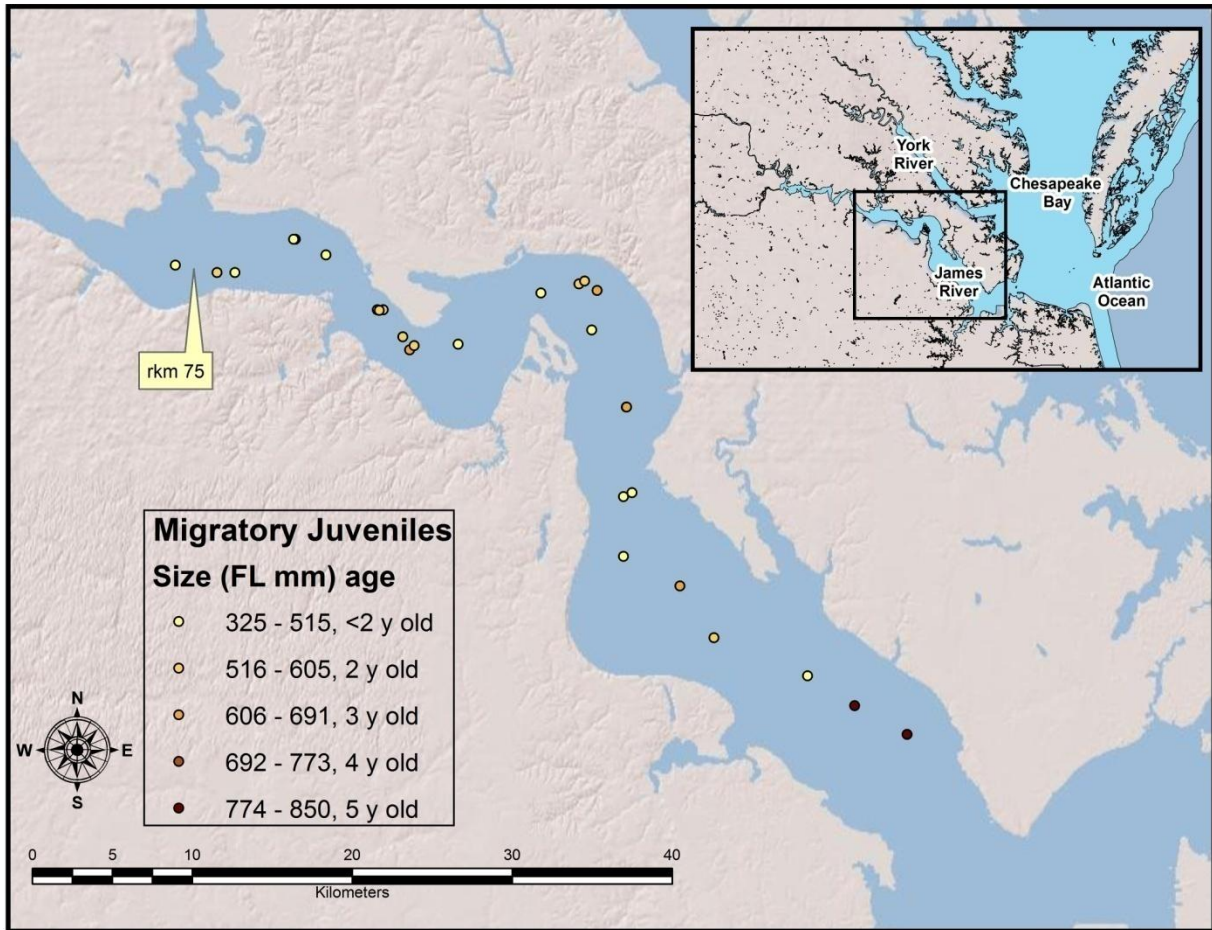 York
River
Chesapeake
Bay
James
River
Atlantic
Ocean
rkm 75
Migratory Juveniles
Size (FL mm) age
325 - 515, <2 y old
516 - 605, 2 y old
606 - 691, 3 y old
692 - 773, 4 y old
774 - 850, 5 y old
N
W E
S
0 5 10 20 30 40
Kilometers